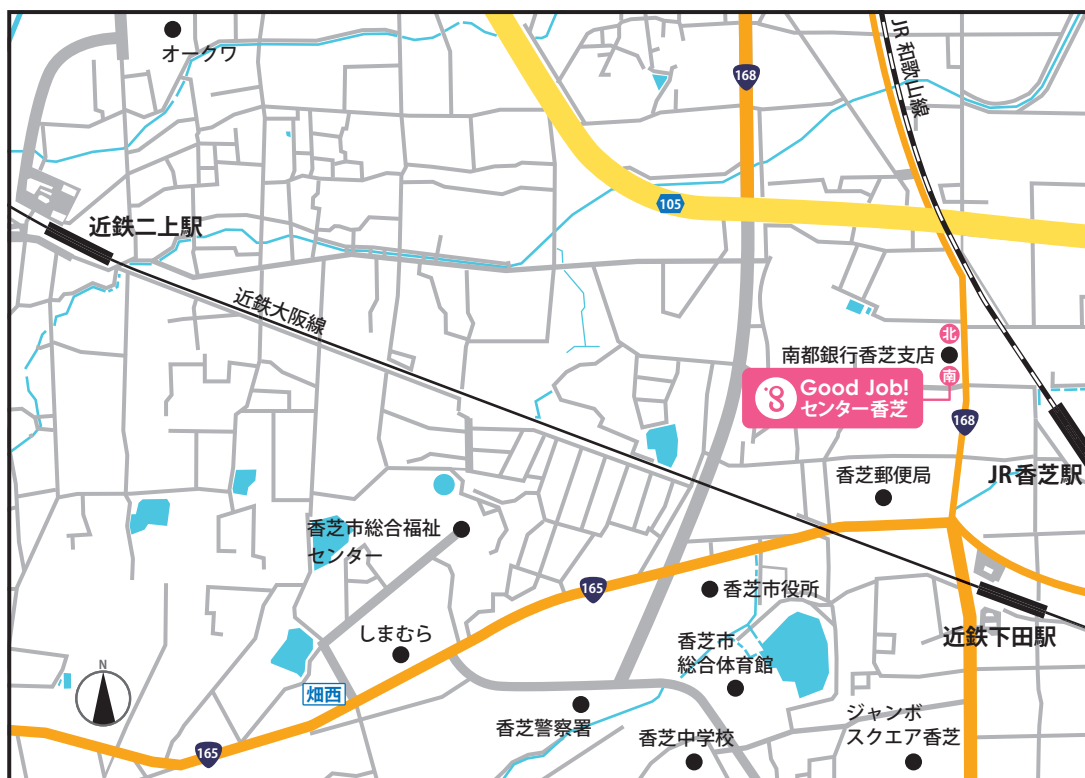 オークワ
168
JR 和歌山線
105
近鉄二上駅
近鉄大阪線
北
南都銀行香芝支店
南
Good Job!
センター香芝
168
JR香芝駅
香芝郵便局
香芝市総合福祉
センター
165
香芝市役所
しまむら
香芝市
総合体育館
近鉄下田駅
N
畑西
香芝警察署
香芝中学校
ジャンボ
スクエア香芝
165